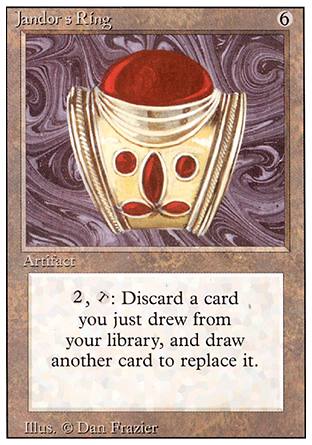 Jandor's Ring 6
Artifact
2, T: Discard a card
you just drew from
your library, and draw
another card to replace it.
Illus. © Dan Frazier